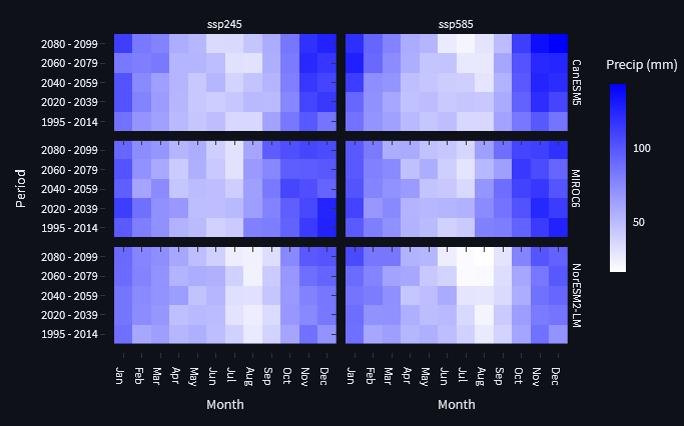 ssp245
ssp585
Precip (mm)
2080 - 2099
2060 - 2079
2040 - 2059
2020 - 2039
1995 - 2014
CanESM5
100
50
Period
2080 - 2099
2060 - 2079
2040 - 2059
2020 - 2039
1995 - 2014
MIROC6
2080 - 2099
2060 - 2079
2040 - 2059
2020 - 2039
1995 - 2014
NorESM2-LM
Jan Feb Mar Apr May Jun Jul Aug Sep Oct Nov Dec
Jan Feb Mar Apr May Jun Jul Aug Sep Oct Nov Dec
Month
Month